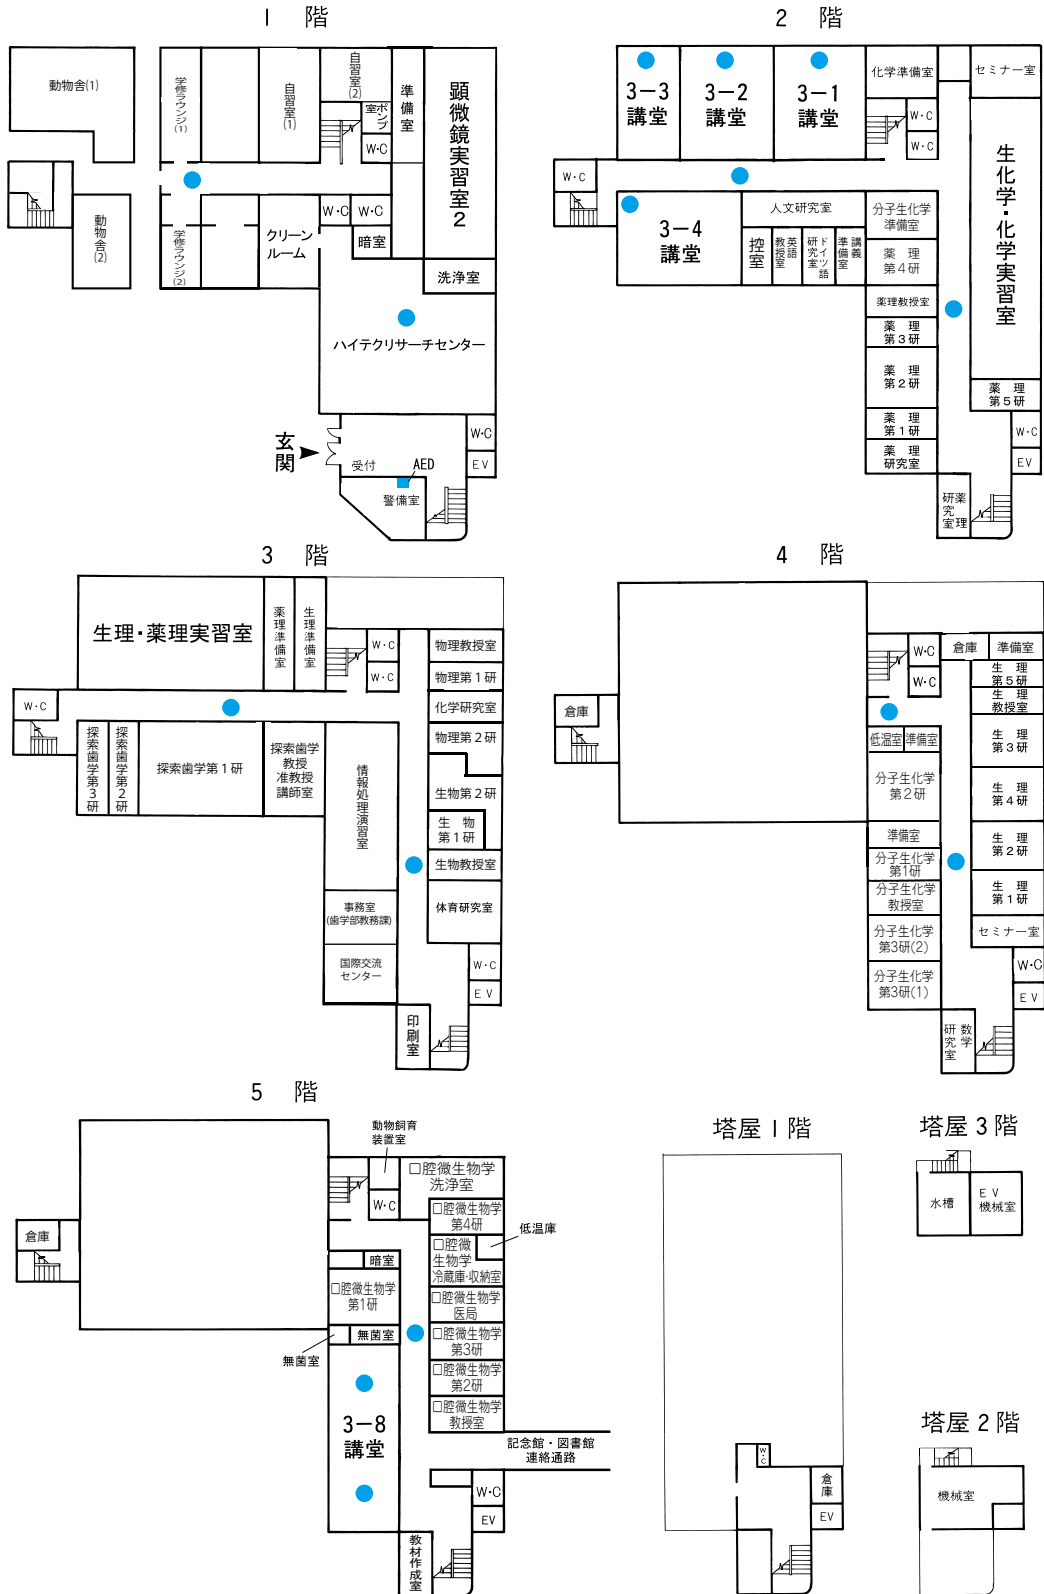 1 階
動物舎(1)
学修ラウンジ(1)
自習室(1)
自習室(2)
ポンプ室
W・C
準備室
顕微鏡実習室2
動物舎(2)
学修ラウンジ(2)
クリーン
ルーム
W・C
W・C
暗室
洗浄室
ハイテクリサーチセンター
玄関
受付
AED
警備室
W・C
EV
2 階
3−3
講堂
3−2
講堂
3−1
講堂
化学準備室
セミナー室
W・C
W・C
W・C
生化学・化学実習室
3−4
講堂
人文研究室
控室
英語
教授室
ドイツ語
研究室
講義
準備室
分子生化学
準備室
薬 理
第4研
薬理教授室
薬 理
第3研
薬 理
第2研
薬 理
第1研
薬 理
研究室
薬 理
第5研
W・C
EV
薬理
研究室
3 階
生理・薬理実習室
薬理準備室
生理準備室
W・C
W・C
W・C
物理教授室
物理第1研
化学研究室
物理第2研
生物第2研
生 物
第1研
生物教授室
体育研究室
探索歯学第3研
探索歯学第2研
探索歯学第1研
探索歯学
教授
准教授
講師室
情報処理演習室
事務室
(歯学部教務課)
国際交流
センター
印刷室
W・C
EV
4 階
倉庫
W・C
W・C
倉庫
準備室
生 理
第5研
生 理
教授室
生 理
第3研
生 理
第4研
生 理
第2研
生 理
第1研
セミナー室
低温室
準備室
分子生化学
第2研
準備室
分子生化学
第1研
分子生化学
教授室
分子生化学
第3研(2)
分子生化学
第3研(1)
W・C
EV
数学
研究室
5 階
倉庫
動物飼育
装置室
W・C
口腔微生物学
洗浄室
口腔微生物学
第4研
低温庫
口腔微
生物学
冷蔵庫・収納室
口腔微生物学
医局
口腔微生物学
第3研
口腔微生物学
第2研
口腔微生物学
教授室
暗室
口腔微生物学
第1研
無菌室
無菌室
3−8
講堂
記念館・図書館
連絡通路
W・C
EV
教材作成室
塔屋1階
W・C
倉庫
EV
塔屋3階
水槽
EV
機械室
塔屋2階
機械室